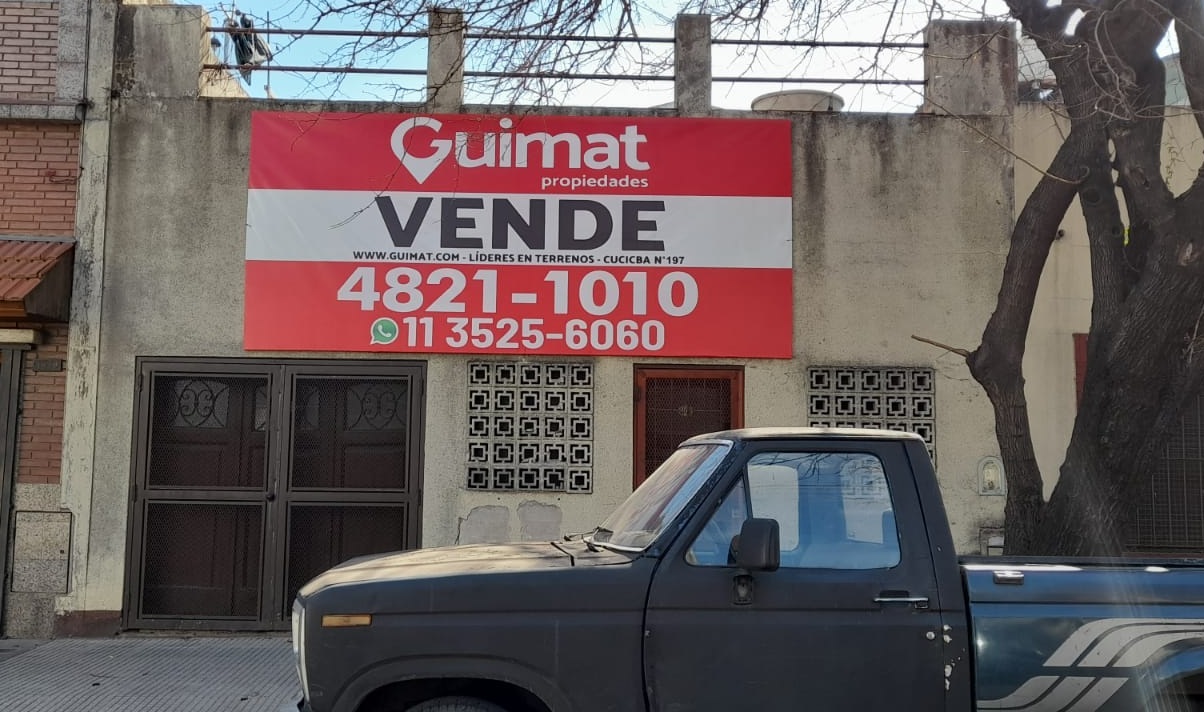 Guimat
propiedades
VENDE
WWW.GUIMAT.COM - LÍDERES EN TERRENOS - CUCICBA N°197
4821-1010
11 3525-6060